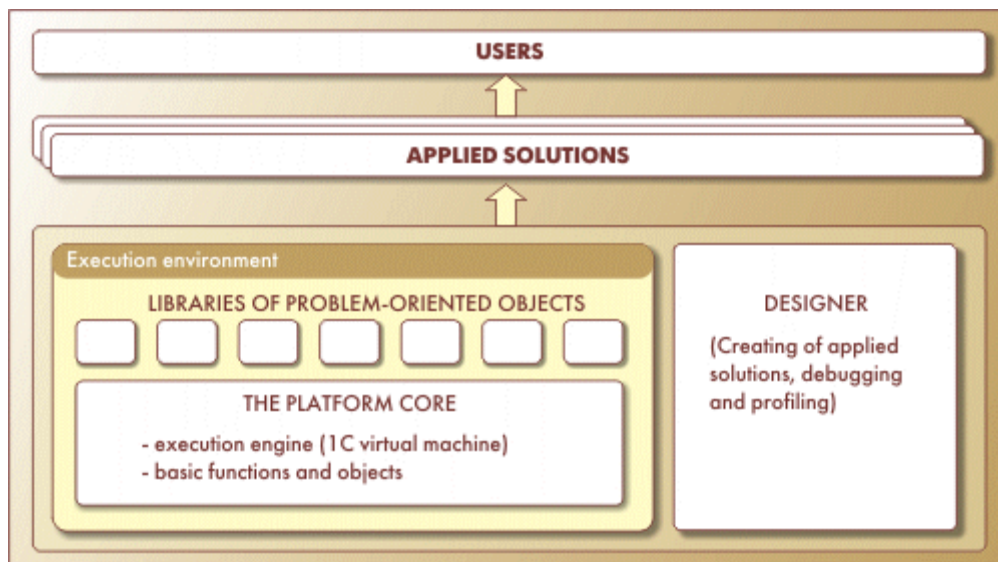 USERS
APPLIED SOLUTIONS
Execution environment
LIBRARIES OF PROBLEM-ORIENTED OBJECTS
THE PLATFORM CORE
- execution engine (1C virtual machine)
- basic functions and objects
DESIGNER
(Creating of applied
solutions, debugging
and profiling)